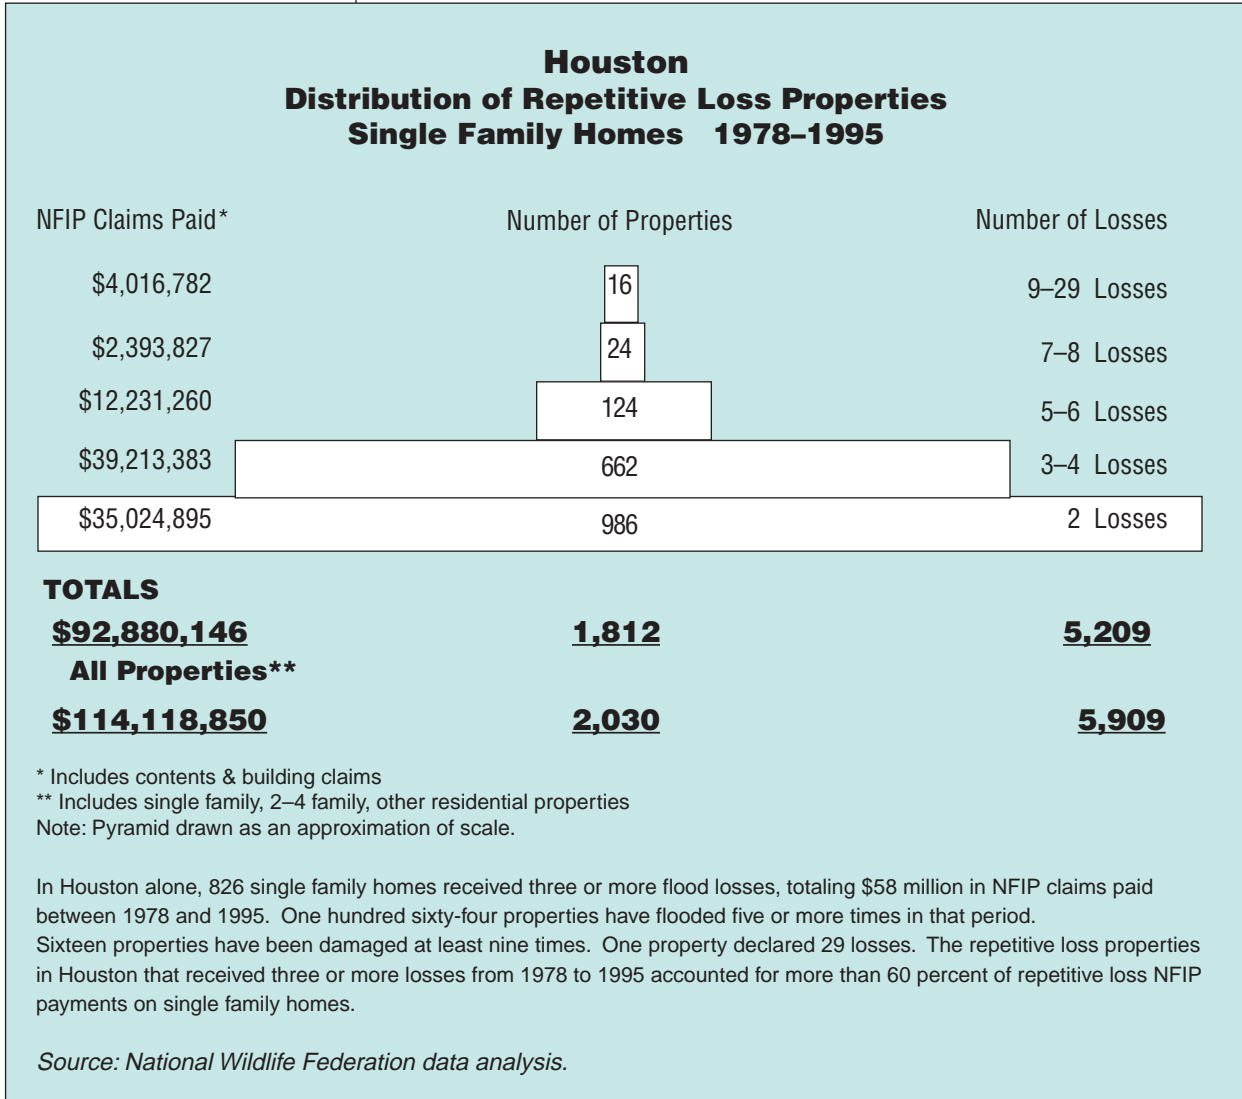 Houston
Distribution of Repetitive Loss Properties
Single Family Homes 1978–1995
NFIP Claims Paid* Number of Properties Number of Losses
$4,016,782 16 9–29 Losses
$2,393,827 24 7–8 Losses
$12,231,260 124 5–6 Losses
$39,213,383 662 3–4 Losses
$35,024,895 986 2 Losses
TOTALS
$92,880,146 1,812 5,209
All Properties**
$114,118,850 2,030 5,909
* Includes contents & building claims
** Includes single family, 2–4 family, other residential properties
Note: Pyramid drawn as an approximation of scale.
In Houston alone, 826 single family homes received three or more flood losses, totaling $58 million in NFIP claims paid
between 1978 and 1995. One hundred sixty-four properties have flooded five or more times in that period.
Sixteen properties have been damaged at least nine times. One property declared 29 losses. The repetitive loss properties
in Houston that received three or more losses from 1978 to 1995 accounted for more than 60 percent of repetitive loss NFIP
payments on single family homes.
Source: National Wildlife Federation data analysis.